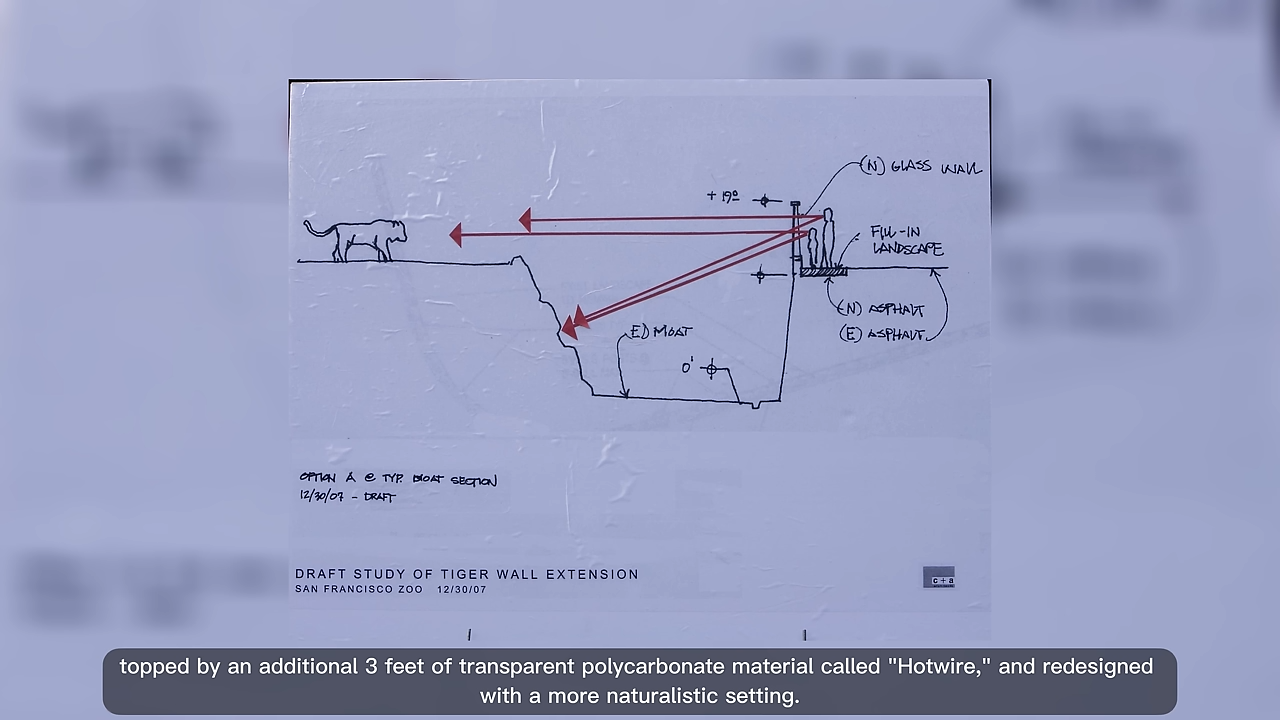 (N) GLASS WALL
+ 19º
FILL-IN
LANDSCAPE
(N) ASPHALT
(E) ASPHALT
E) MOAT
0'
OPTION A @ TYP. MOAT SECTION
12/30/07 - DRAFT
DRAFT STUDY OF TIGER WALL EXTENSION
SAN FRANCISCO ZOO 12/30/07
c+a
topped by an additional 3 feet of transparent polycarbonate material called "Hotwire," and redesigned
with a more naturalistic setting.